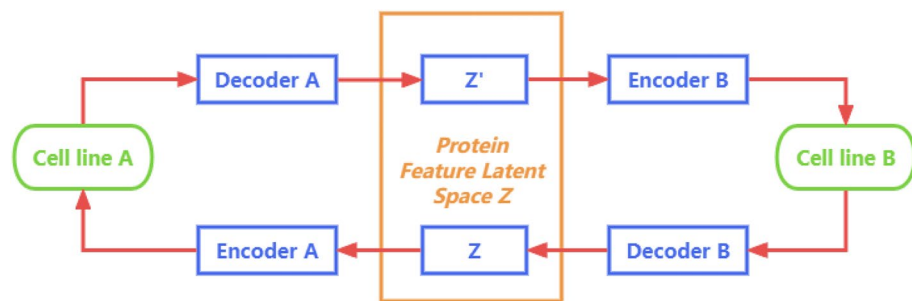 Decoder A
Z'
Encoder B
Cell line A
Protein
Feature Latent
Space Z
Cell line B
Encoder A
Z
Decoder B